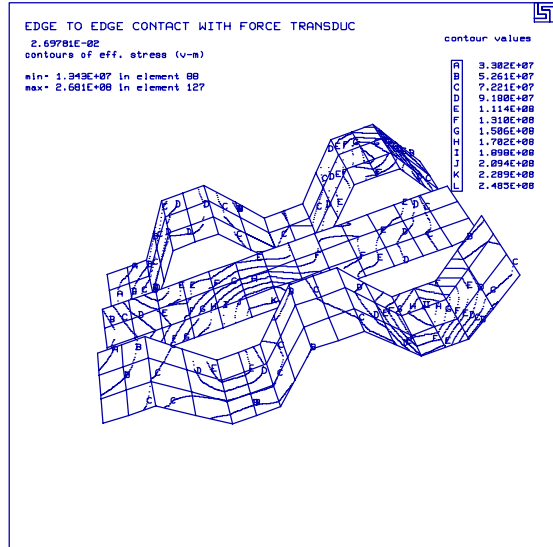 EDGE TO EDGE CONTACT WITH FORCE TRANSDUC
2.69781E-02
contours of eff. stress (v-m)
min= 1.343E+07 in element 88
max= 2.681E+08 in element 127
contour values
A 3.302E+07
B 5.261E+07
C 7.221E+07
D 9.180E+07
E 1.114E+08
F 1.310E+08
G 1.506E+08
H 1.702E+08
I 1.898E+08
J 2.094E+08
K 2.289E+08
L 2.485E+08